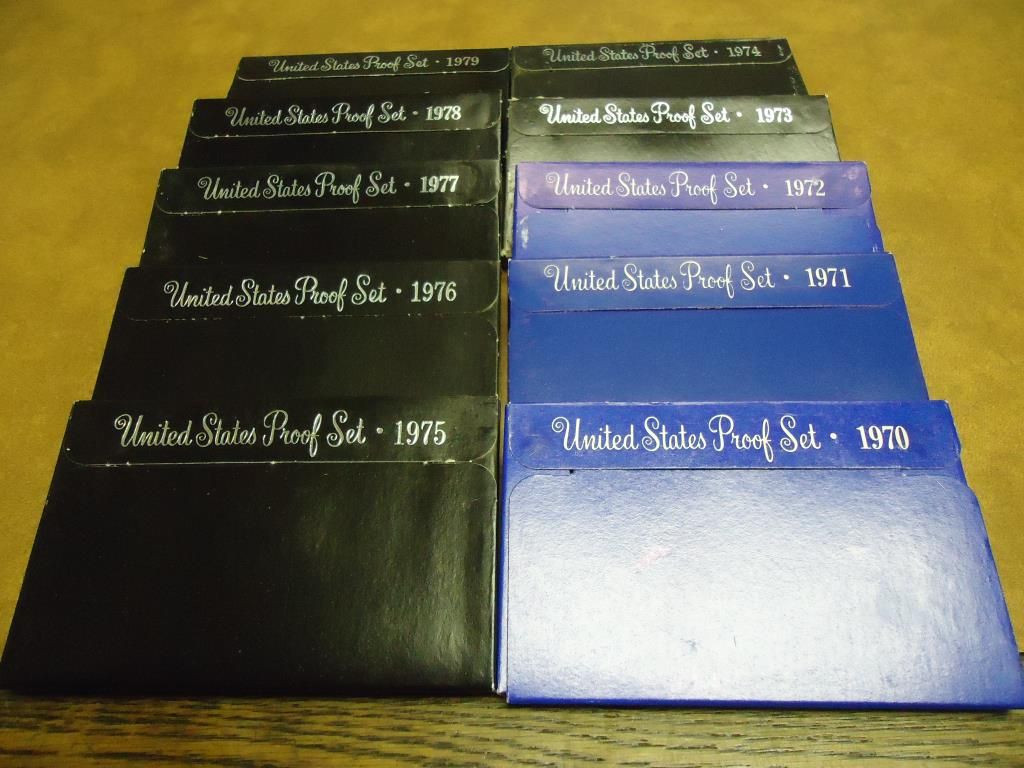 United States Proof Set · 1979
United States Proof Set · 1974
United States Proof Set · 1978
United States Proof Set · 1973
United States Proof Set · 1977
United States Proof Set · 1972
United States Proof Set · 1976
United States Proof Set · 1971
United States Proof Set · 1975
United States Proof Set · 1970